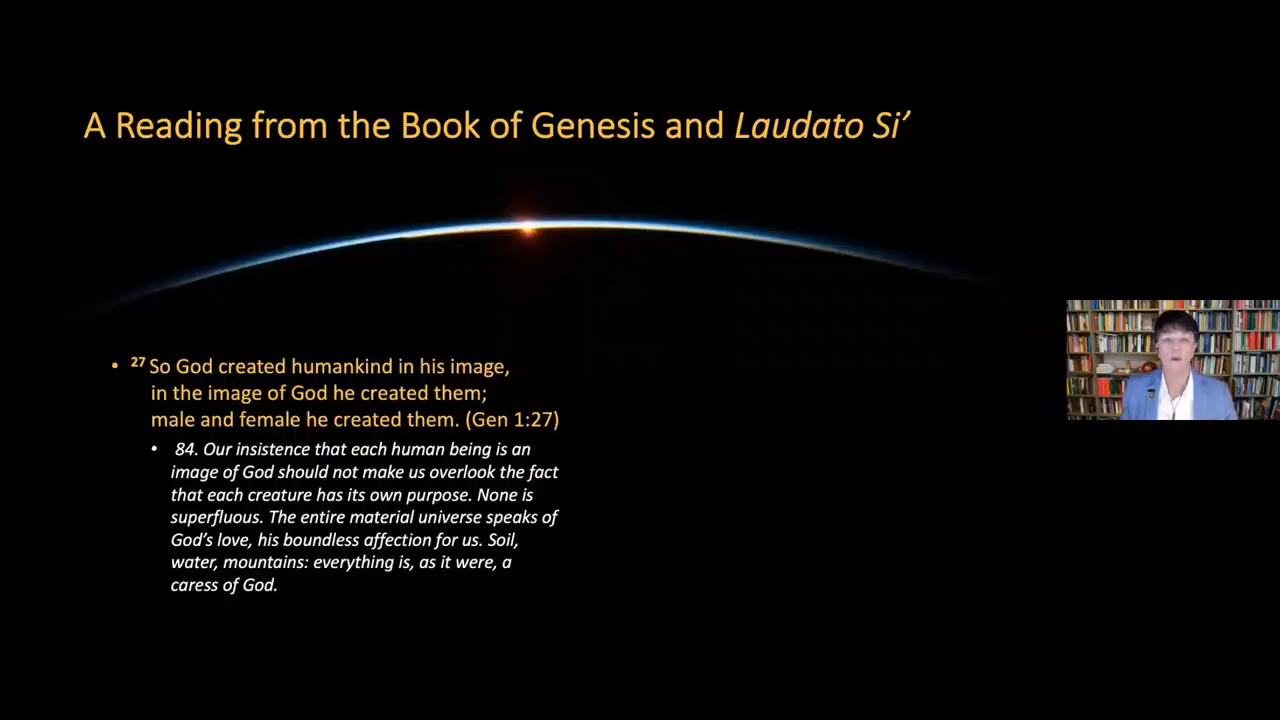 A Reading from the Book of Genesis and Laudato Si’
• 27 So God created humankind in his image,
in the image of God he created them;
male and female he created them. (Gen 1:27)
• 84. Our insistence that each human being is an
image of God should not make us overlook the fact
that each creature has its own purpose. None is
superfluous. The entire material universe speaks of
God’s love, his boundless affection for us. Soil,
water, mountains: everything is, as it were, a
caress of God.